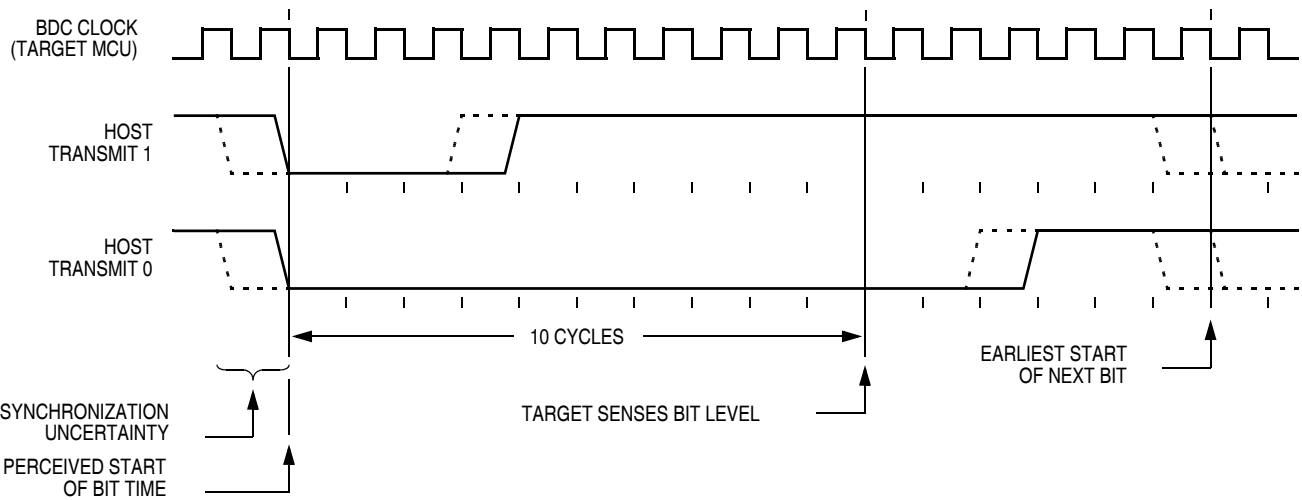 BDC CLOCK
(TARGET MCU)
HOST
TRANSMIT 1
HOST
TRANSMIT 0
10 CYCLES
EARLIEST START
OF NEXT BIT
SYNCHRONIZATION
UNCERTAINTY
TARGET SENSES BIT LEVEL
PERCEIVED START
OF BIT TIME